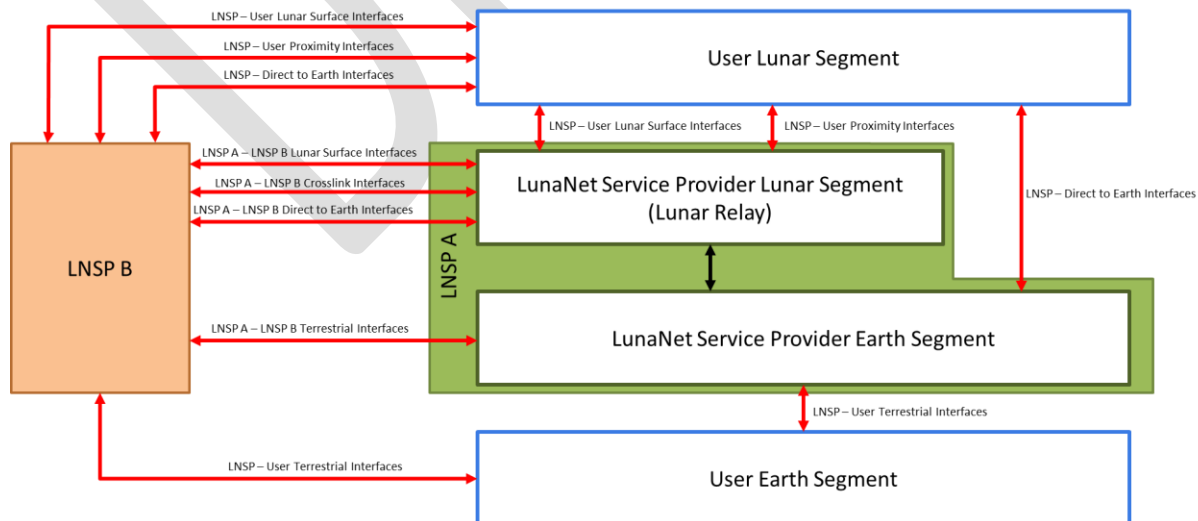 LNSP – User Lunar Surface Interfaces
LNSP – User Proximity Interfaces
LNSP – Direct to Earth Interfaces
User Lunar Segment
LNSP – User Lunar Surface Interfaces
LNSP – User Proximity Interfaces
LNSP A – LNSP B Lunar Surface Interfaces
LNSP A – LNSP B Crosslink Interfaces
LNSP A – LNSP B Direct to Earth Interfaces
LunaNet Service Provider Lunar Segment
(Lunar Relay)
LNSP – Direct to Earth Interfaces
LNSP B
LNSP A
LNSP A – LNSP B Terrestrial Interfaces
LunaNet Service Provider Earth Segment
LNSP – User Terrestrial Interfaces
LNSP – User Terrestrial Interfaces
User Earth Segment